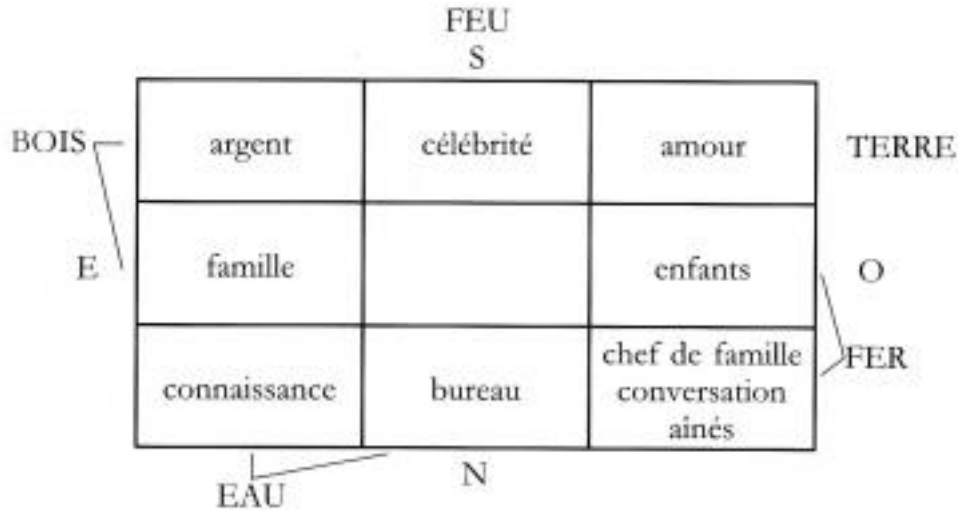 FEU
S
BOIS argent célébrité amour TERRE
E famille enfants O
chef de famille
connaissance bureau conversation FER
aînés
EAU N